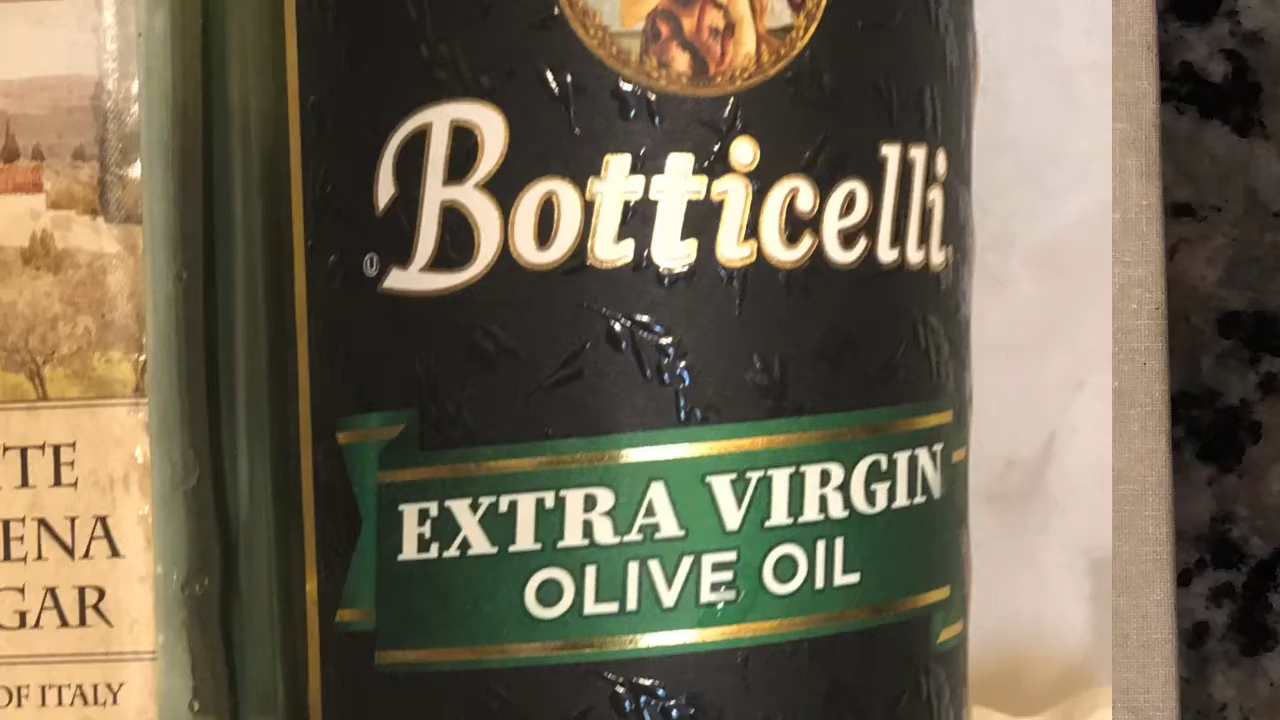 Botticelli
EXTRA VIRGIN
OLIVE OIL
TE
ENA
GAR
OF ITALY